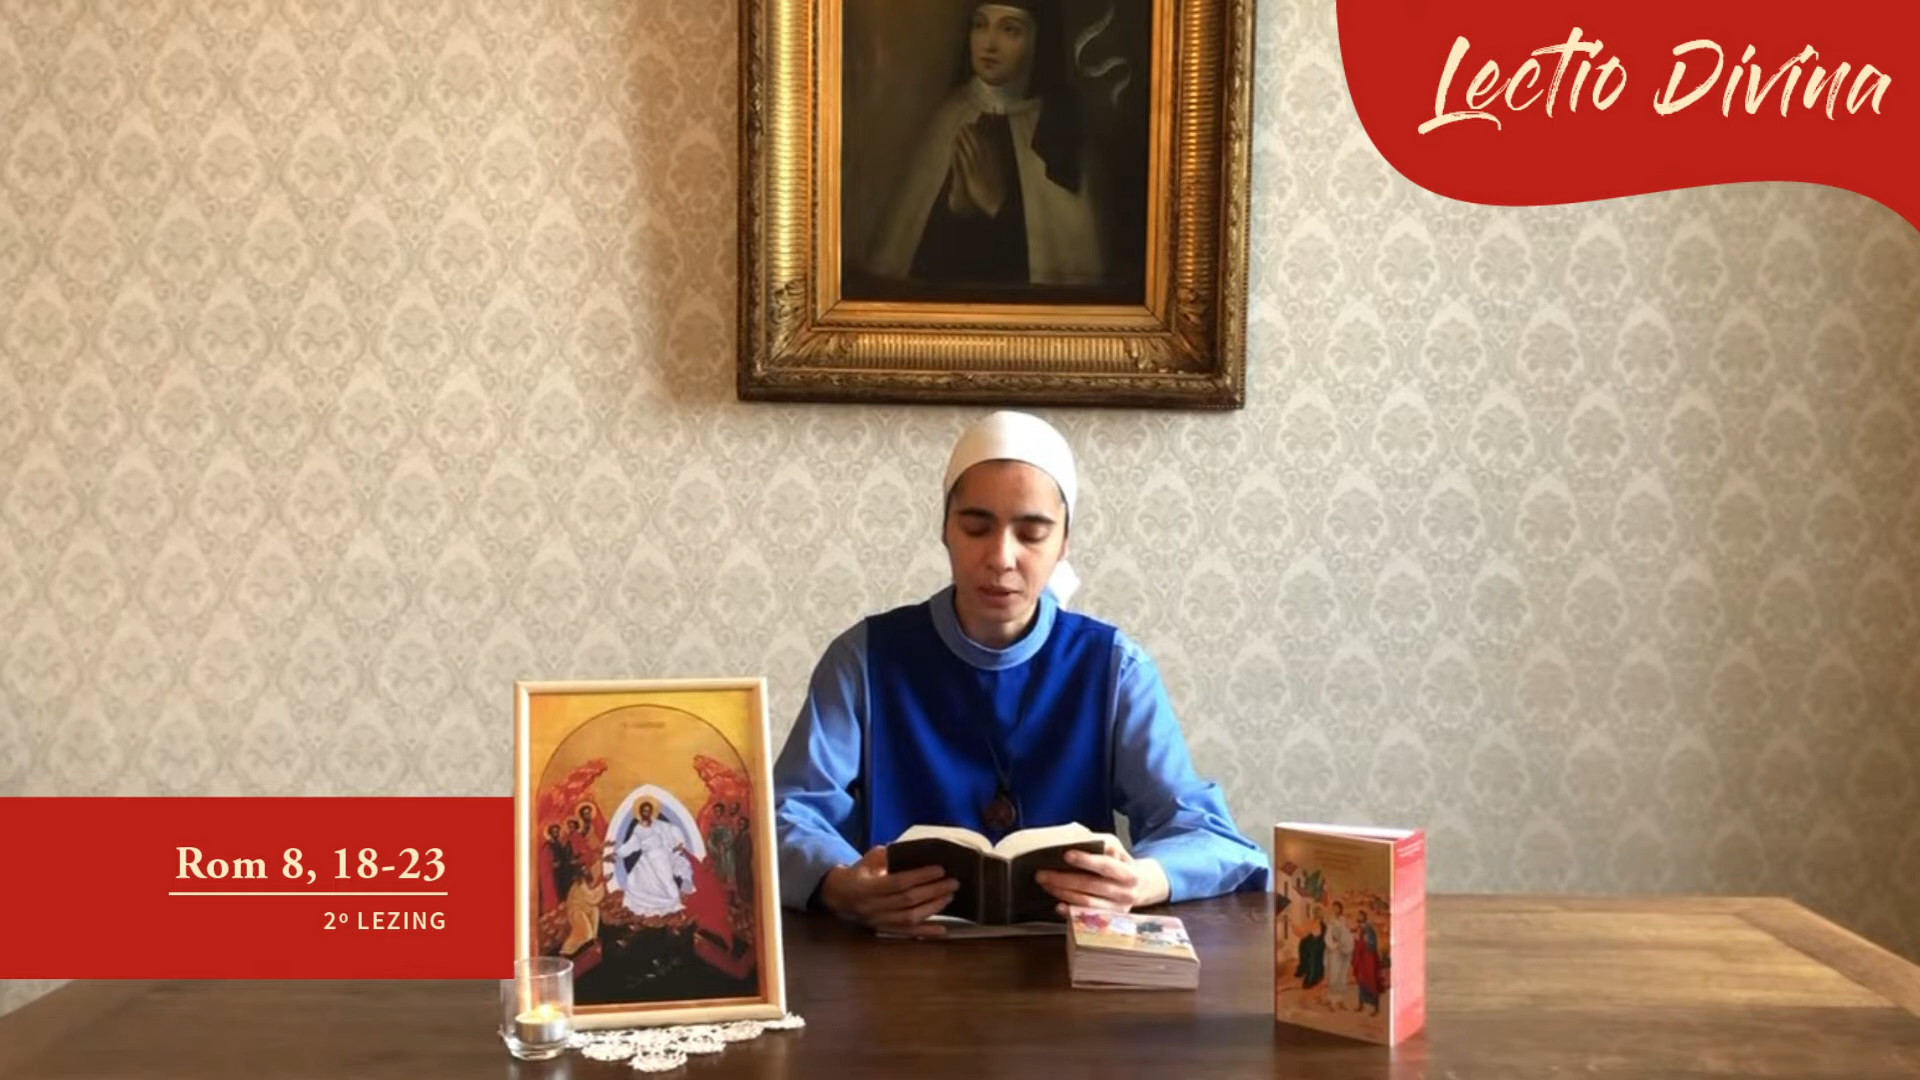 Lectio Divina
Rom 8, 18-23
2º LEZING